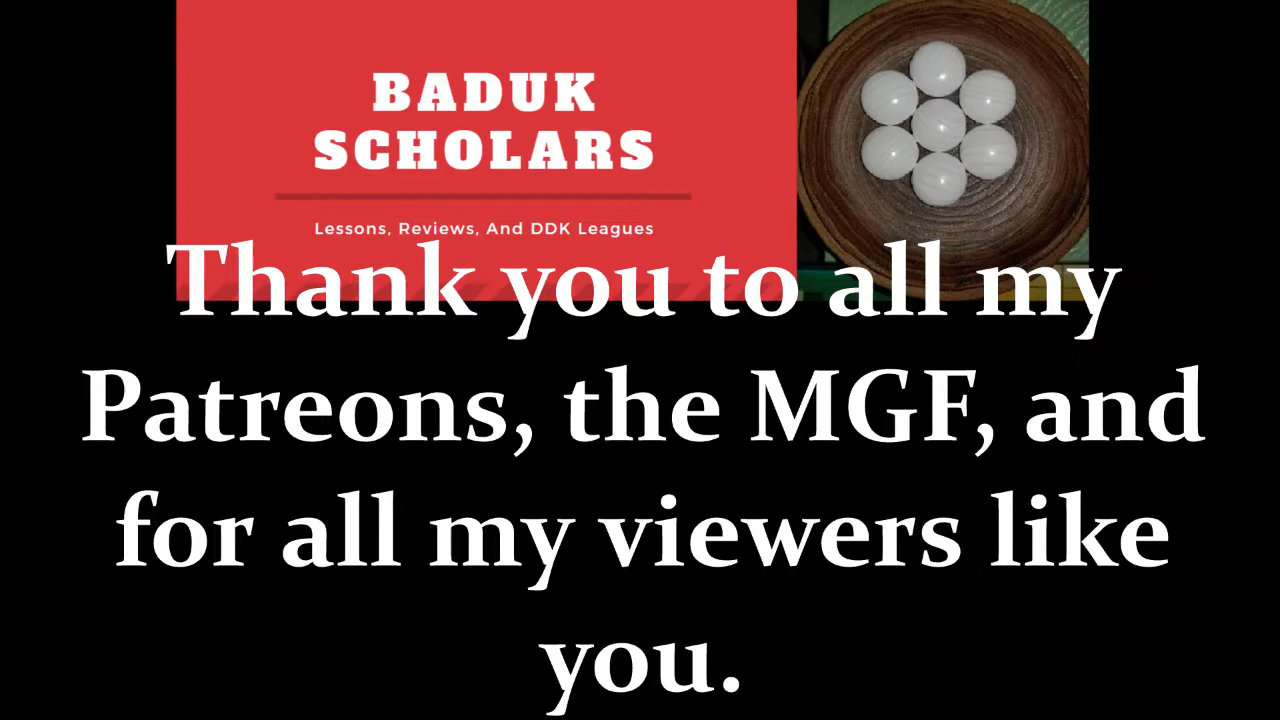 BADUK
SCHOLARS
Lessons, Reviews, And DDK Leagues
Thank you to all my
Patreons, the MGF, and
for all my viewers like
you.